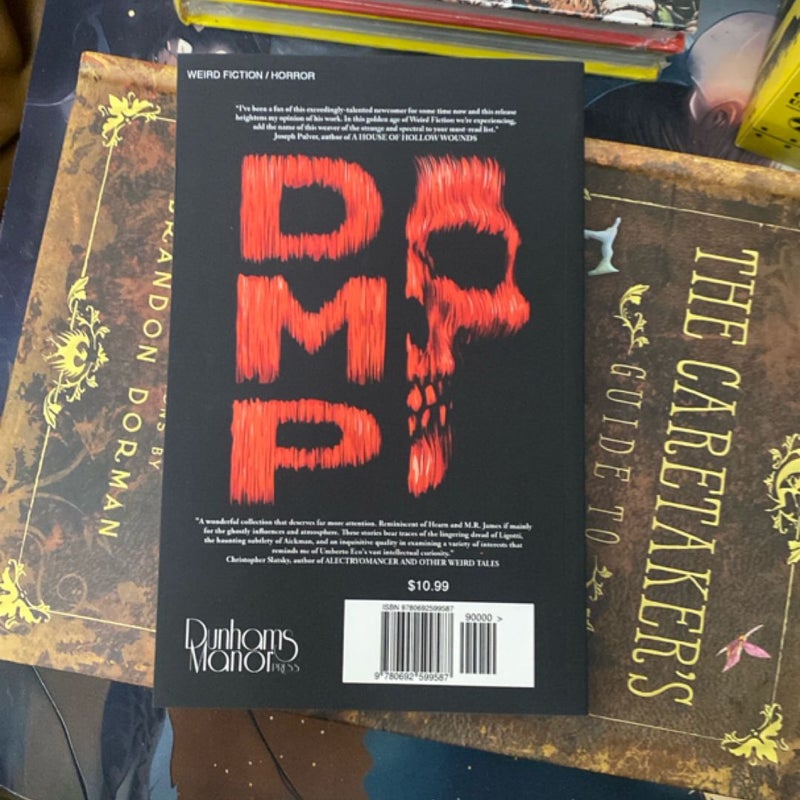 WEIRD FICTION / HORROR
"I've been a fan of this exceedingly-talented newcomer for some time now and this release
heightens my opinion of his work. In this golden age of Weird Fiction we're experiencing,
add the name of this weaver of the strange and spectral to your must-read list."
Joseph Pulver, author of A HOUSE OF HOLLOW WOUNDS
D
M
P
"A wonderful collection that deserves far more attention. Reminiscent of Hearn and M.R. James if mainly
for the ghostly influences and atmosphere. These stories bear traces of the lingering dread of Ligotti,
the haunting subtlety of Aickman, and an inquisitive quality in examining a variety of interests that
reminds me of Umberto Eco's vast intellectual curiosity."
Christopher Slatsky, author of ALECTRYOMANCER AND OTHER WEIRD TALES
$10.99
ISBN 9780692599587
90000 >
9 780692 599587
Dunhams
Manor PRESS
BY
BRANDON DORMAN
THE CARETAKER'S
GUIDE TO